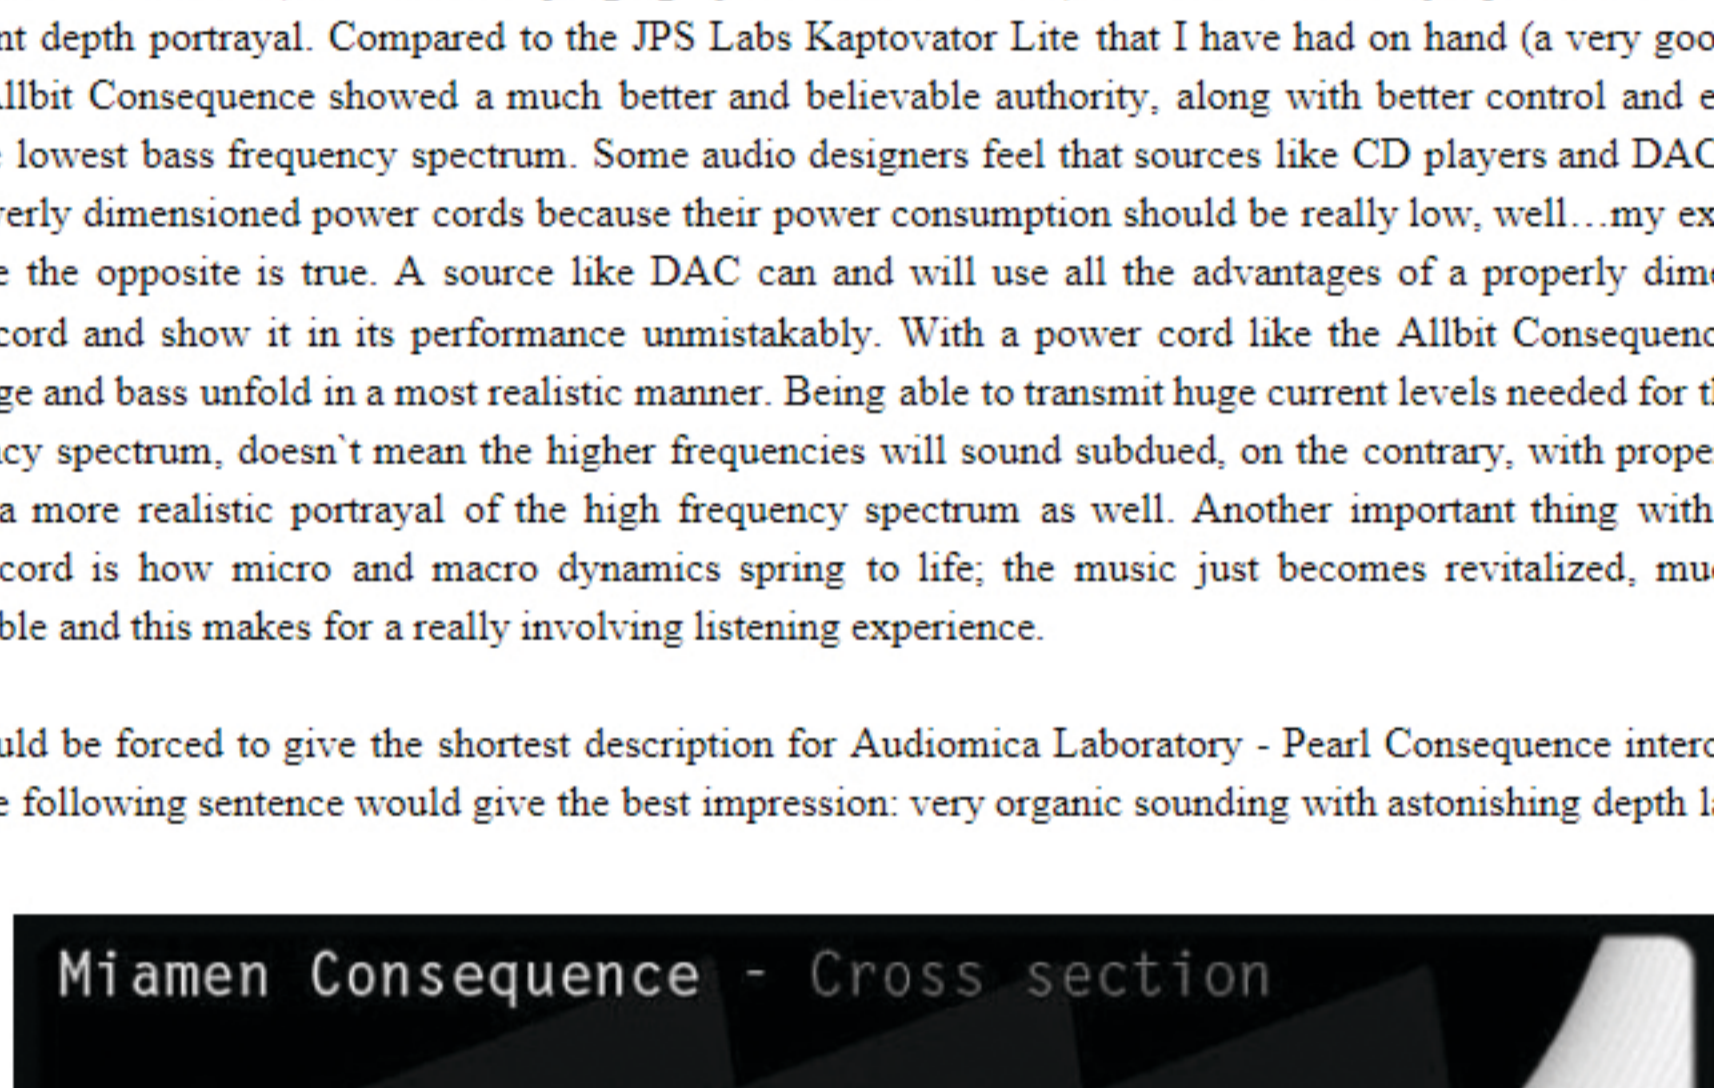 nt depth portrayal. Compared to the JPS Labs Kaptovator Lite that I have had on hand (a very goo
llbit Consequence showed a much better and believable authority, along with better control and e
lowest bass frequency spectrum. Some audio designers feel that sources like CD players and DAC
verly dimensioned power cords because their power consumption should be really low, well…my ex
e the opposite is true. A source like DAC can and will use all the advantages of a properly dime
cord and show it in its performance unmistakably. With a power cord like the Allbit Consequenc
ge and bass unfold in a most realistic manner. Being able to transmit huge current levels needed for t
cy spectrum, doesn`t mean the higher frequencies will sound subdued, on the contrary, with prope
a more realistic portrayal of the high frequency spectrum as well. Another important thing with
cord is how micro and macro dynamics spring to life; the music just becomes revitalized, mu
ble and this makes for a really involving listening experience.
uld be forced to give the shortest description for Audiomica Laboratory - Pearl Consequence interc
e following sentence would give the best impression: very organic sounding with astonishing depth la
Miamen Consequence - Cross section